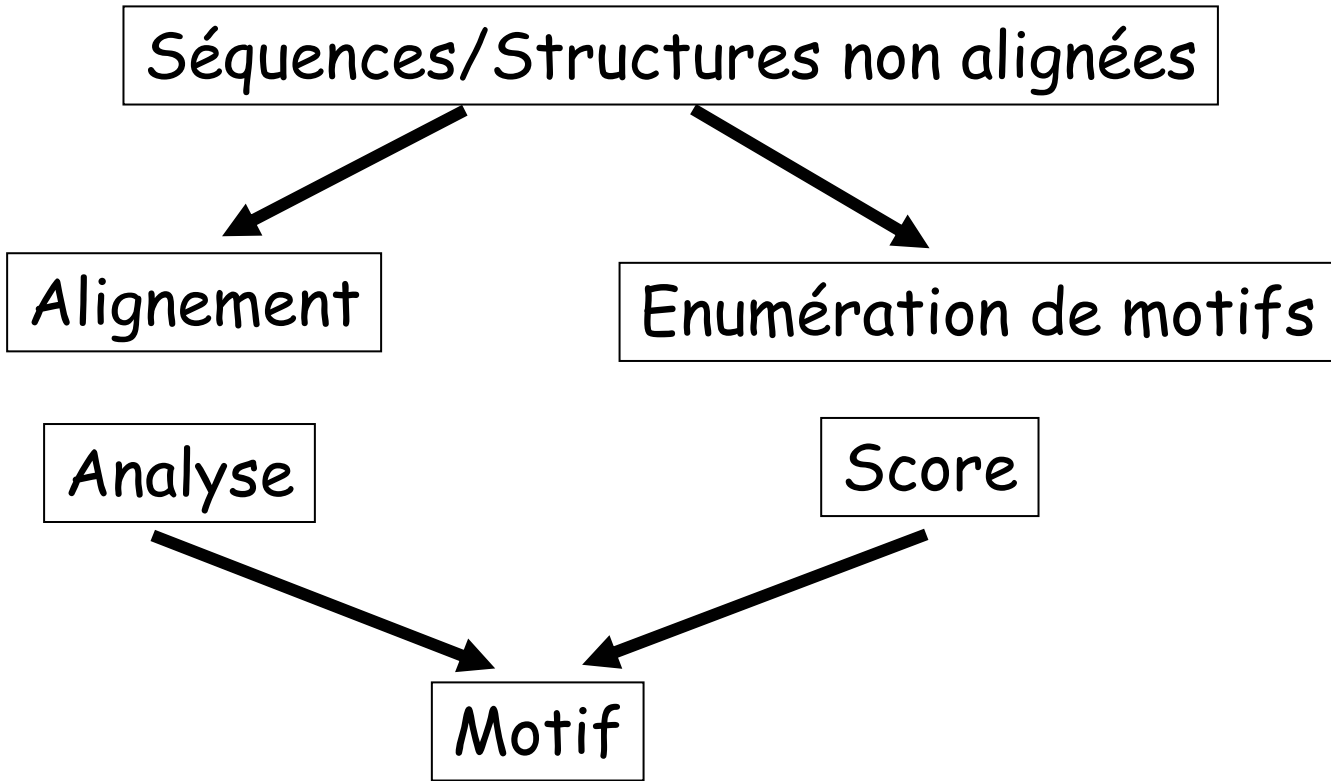 Séquences/Structures non alignées
Alignement
Enumération de motifs
Analyse
Score
Motif